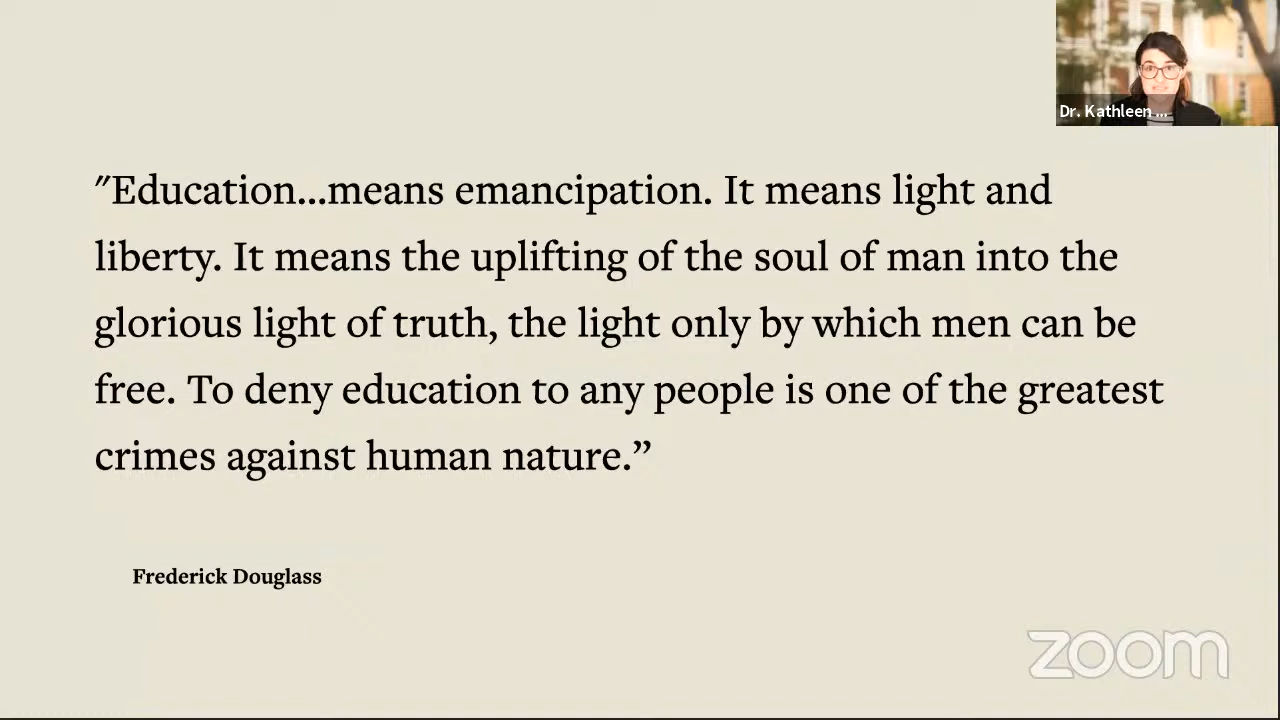 Dr. Kathleen ...
"Education...means emancipation. It means light and
liberty. It means the uplifting of the soul of man into the
glorious light of truth, the light only by which men can be
free. To deny education to any people is one of the greatest
crimes against human nature.”
Frederick Douglass
zoom